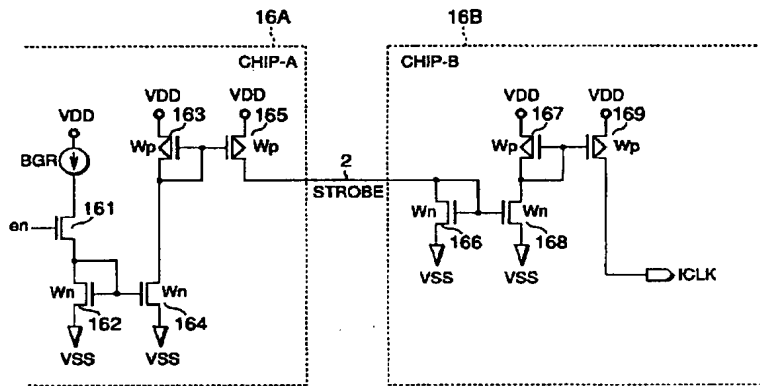 16A
16B
CHIP-A
CHIP-B
VDD
163
VDD
165
VDD
167
VDD
169
VDD
Wp
Wp
Wp
Wp
BGR
2
STROBE
161
en
Wn
166
Wn
168
Wn
162
Wn
164
VSS
VSS
ICLK
VSS
VSS